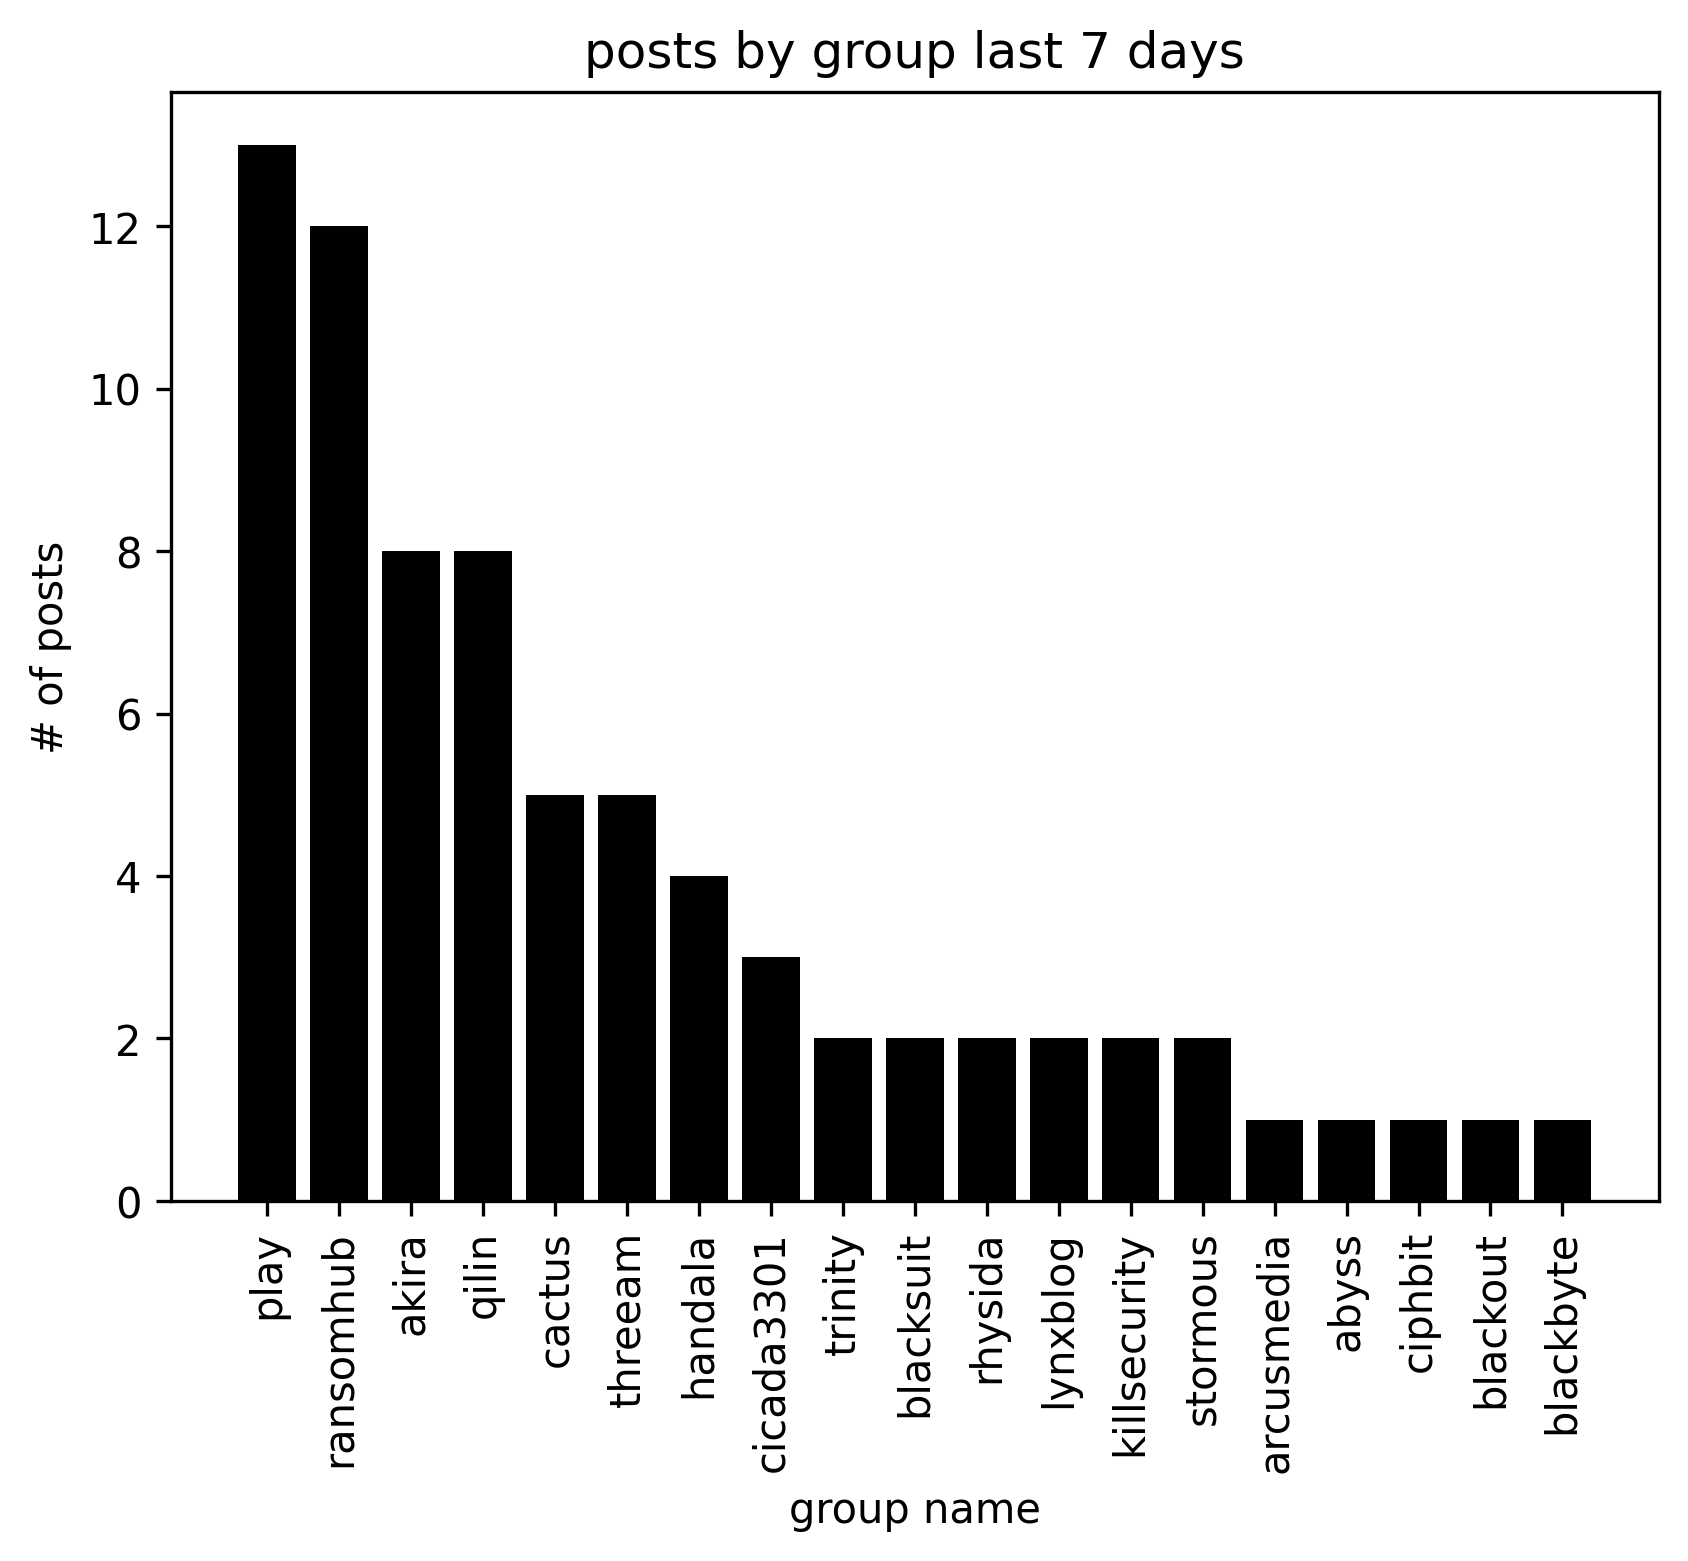 posts by group last 7 days
# of posts
12
10
8
6
4
2
0
play
ransomhub
akira
qilin
cactus
threeam
handala
cicada3301
trinity
blacksuit
rhysida
lynxblog
killsecurity
stormous
arcusmedia
abyss
ciphbit
blackout
blackbyte
group name